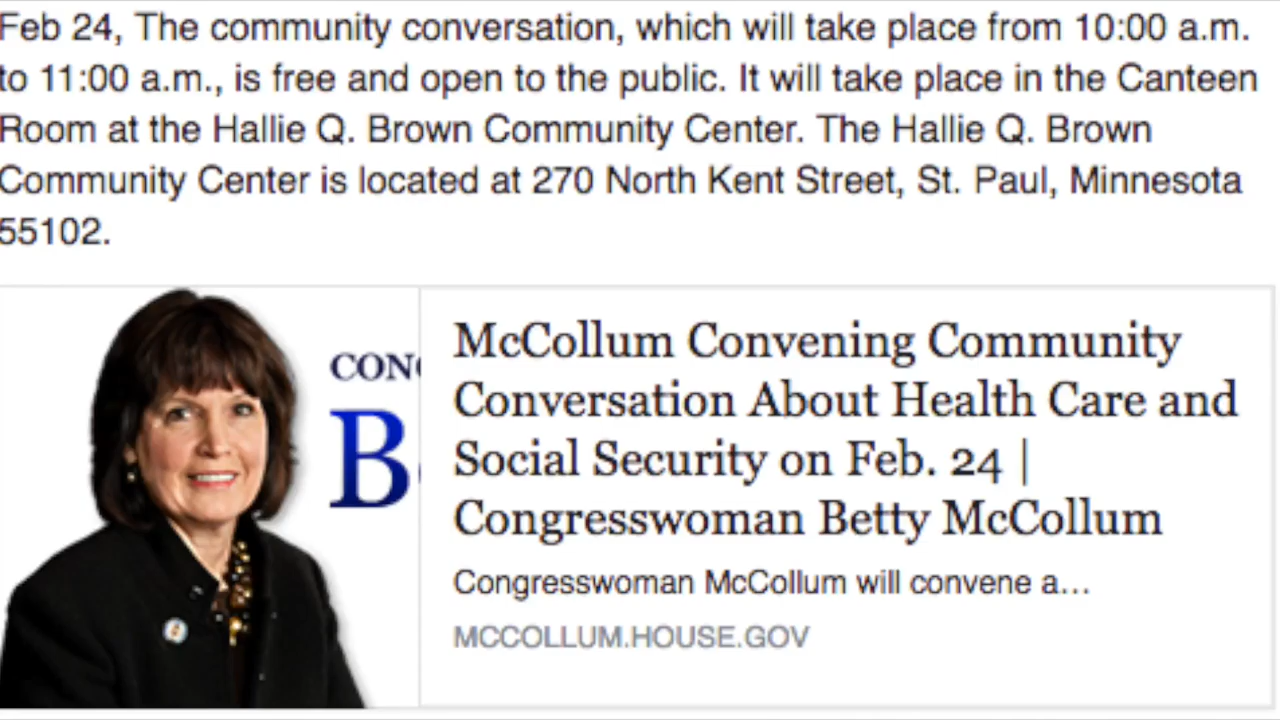 Feb 24, The community conversation, which will take place from 10:00 a.m.
to 11:00 a.m., is free and open to the public. It will take place in the Canteen
Room at the Hallie Q. Brown Community Center. The Hallie Q. Brown
Community Center is located at 270 North Kent Street, St. Paul, Minnesota
55102.
CONG
B
McCollum Convening Community
Conversation About Health Care and
Social Security on Feb. 24 |
Congresswoman Betty McCollum
Congresswoman McCollum will convene a...
MCCOLLUM.HOUSE.GOV